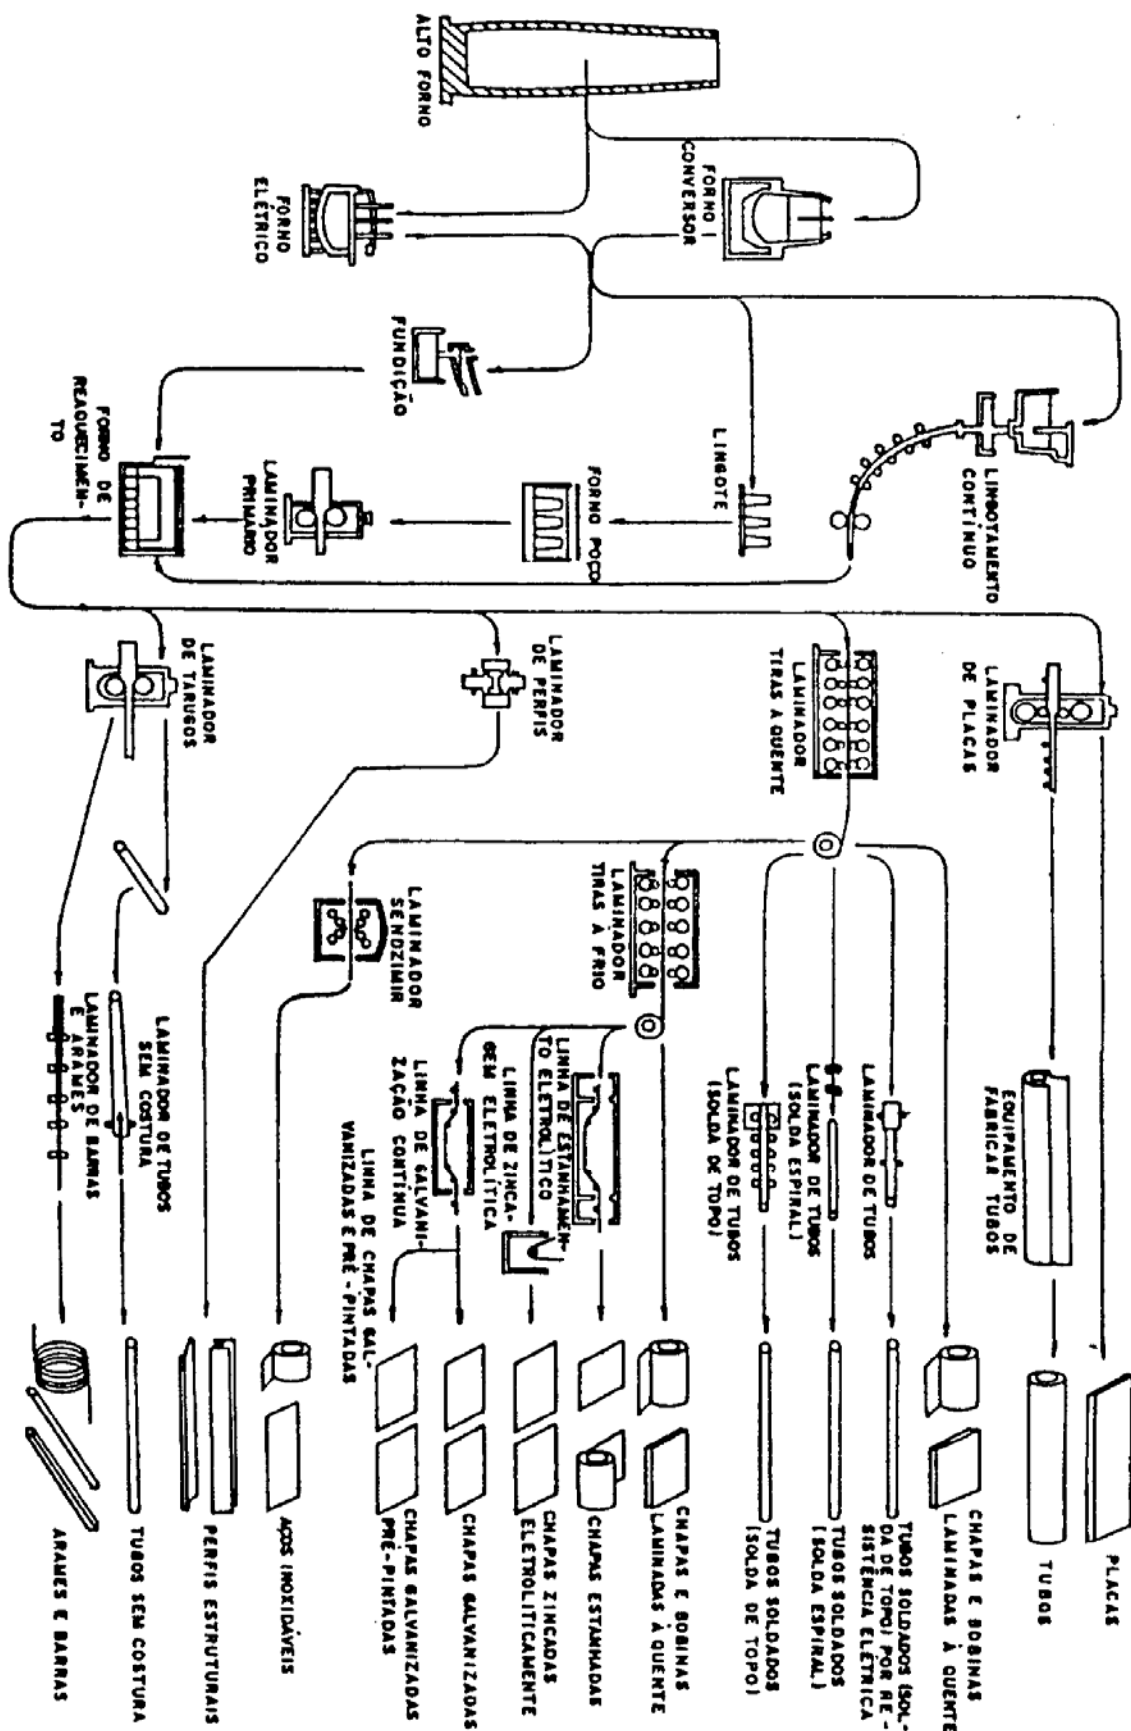 ALTO FORNO
FORNO
CONVERSOR
FORNO
ELÉTRICO
FUNDIÇÃO
LINGOTE
LINGOTAMENTO
CONTÍNUO
FORNO DE
REAQUECIMEN-
TO
LAMINADOR
PRIMÁRIO
FORNO POÇO
LAMINADOR
DE TARUGOS
LAMINADOR
DE PERFIS
LAMINADOR
TIRAS A QUENTE
LAMINADOR
DE PLACAS
LAMINADOR
SENDZIMIR
LAMINADOR
TIRAS A FRIO
LAMINADOR DE BARRAS
E ARAMES
LAMINADOR DE TUBOS
SEM COSTURA
LINHA DE CHAPAS GAL-
VANIZADAS E PRÉ-PINTADAS
LINHA DE GALVANI-
ZAÇÃO CONTÍNUA
LINHA DE ZINCA-
GEM ELETROLÍTICA
LINHA DE ESTANHAMEN-
TO ELETROLÍTICO
LAMINADOR DE TUBOS
(SOLDA DE TOPO)
LAMINADOR DE TUBOS
(SOLDA ESPIRAL)
LAMINADOR DE TUBOS
EQUIPAMENTO DE
FABRICAR TUBOS
ARAMES E BARRAS
TUBOS SEM COSTURA
PERFIS ESTRUTURAIS
AÇOS INOXIDÁVEIS
CHAPAS GALVANIZADAS
PRÉ-PINTADAS
CHAPAS GALVANIZADAS
CHAPAS ZINCADAS
ELETROLITICAMENTE
CHAPAS ESTANHADAS
CHAPAS E BOBINAS
LAMINADAS À QUENTE
TUBOS SOLDADOS
(SOLDA DE TOPO)
TUBOS SOLDADOS
(SOLDA ESPIRAL)
TUBOS SOLDADOS (SOL-
DA DE TOPO) POR RE-
SISTÊNCIA ELÉTRICA
CHAPAS E BOBINAS
LAMINADAS À QUENTE
TUBOS
PLACAS